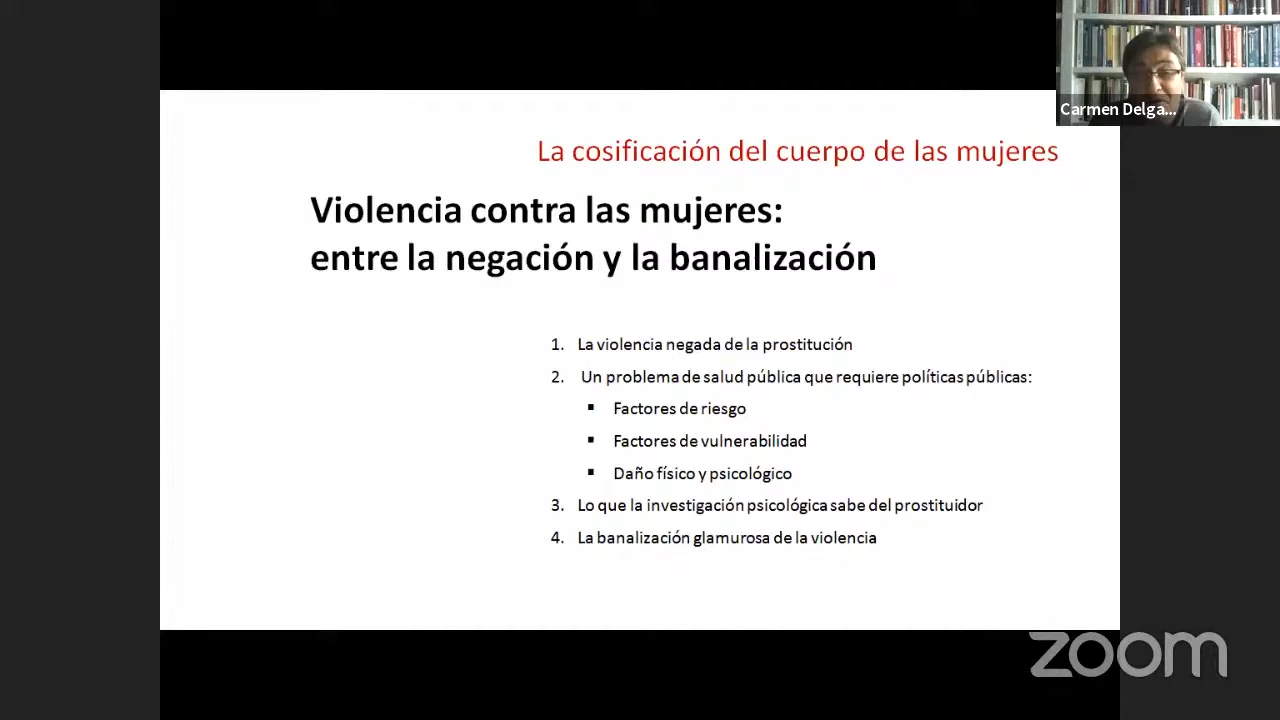 Carmen Delga...
La cosificación del cuerpo de las mujeres
Violencia contra las mujeres:
entre la negación y la banalización
1. La violencia negada de la prostitución
2. Un problema de salud pública que requiere políticas públicas:
▪ Factores de riesgo
▪ Factores de vulnerabilidad
▪ Daño físico y psicológico
3. Lo que la investigación psicológica sabe del prostituidor
4. La banalización glamurosa de la violencia
zoom